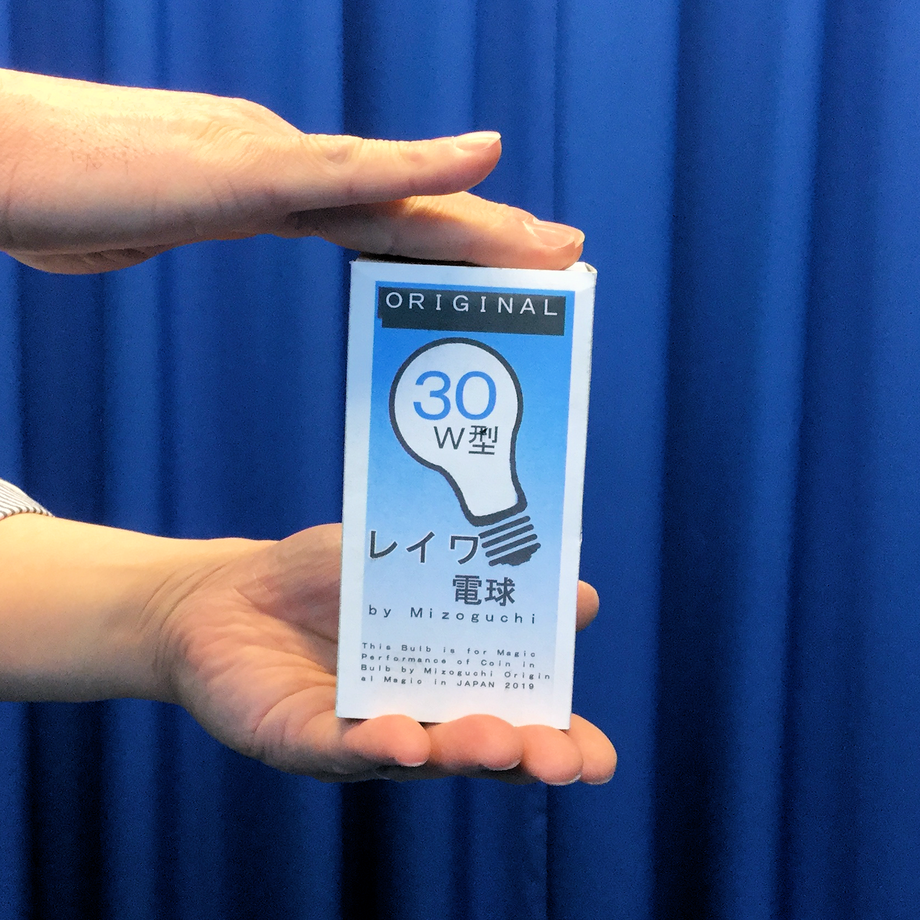 ORIGINAL
30
W型
レイワ
電球
by Mizoguchi
This Bulb is for Magic
Performance of Coin in
Bulb by Mizoguchi Origin
al Magic in JAPAN 2019